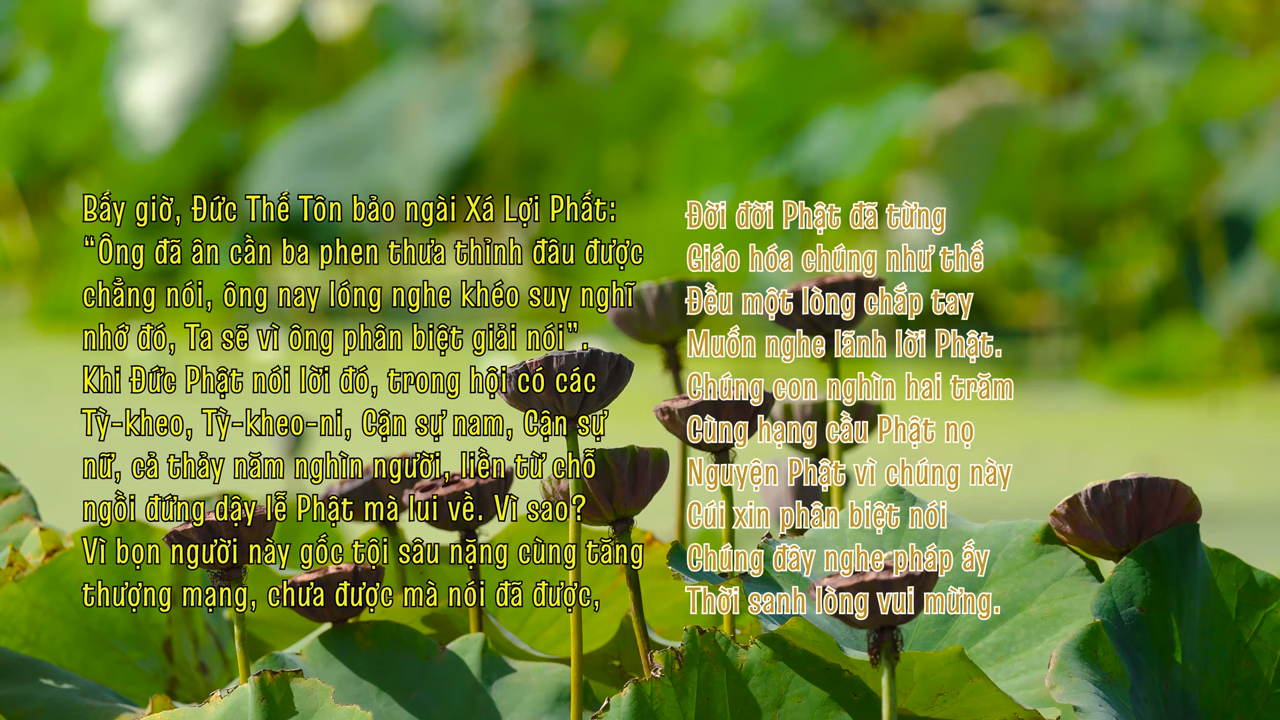 Bấy giờ, Đức Thế Tôn bảo ngài Xá Lợi Phất:
“Ông đã ân cần ba phen thưa thỉnh đâu được
chẳng nói, ông nay lóng nghe khéo suy nghĩ
nhớ đó, Ta sẽ vì ông phân biệt giải nói”.
Khi Đức Phật nói lời đó, trong hội có các
Tỳ-kheo, Tỳ-kheo-ni, Cận sự nam, Cận sự
nữ, cả thảy năm nghìn người, liền từ chỗ
ngồi đứng dậy lễ Phật mà lui về. Vì sao?
Vì bọn người này gốc tội sâu nặng cùng tăng
thượng mạng, chưa được mà nói đã được,
Đời đời Phật đã từng
Giáo hóa chúng như thế
Đều một lòng chắp tay
Muốn nghe lãnh lời Phật.
Chúng con nghìn hai trăm
Cùng hạng cầu Phật nọ
Nguyện Phật vì chúng này
Cúi xin phân biệt nói
Chúng đây nghe pháp ấy
Thời sanh lòng vui mừng.